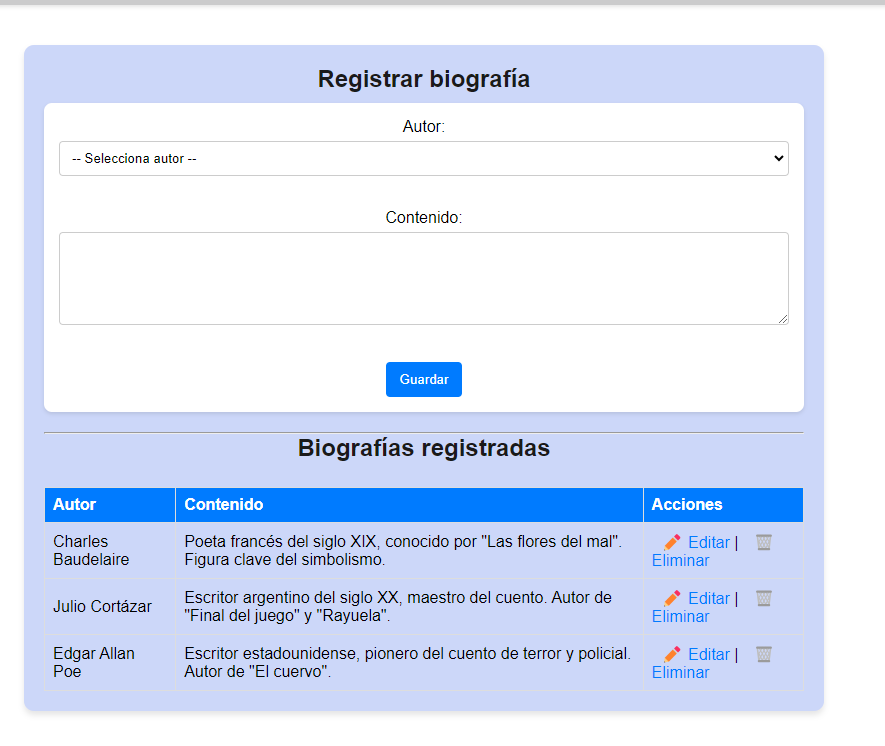 Registrar biografía
Autor:
-- Selecciona autor --
Contenido:
Guardar
Biografías registradas
Autor Contenido Acciones
Charles Baudelaire
Poeta francés del siglo XIX, conocido por "Las flores del mal".
Figura clave del simbolismo.
Editar |
Eliminar
Julio Cortázar
Escritor argentino del siglo XX, maestro del cuento. Autor de
"Final del juego" y "Rayuela".
Editar |
Eliminar
Edgar Allan
Poe
Escritor estadounidense, pionero del cuento de terror y policial.
Autor de "El cuervo".
Editar |
Eliminar